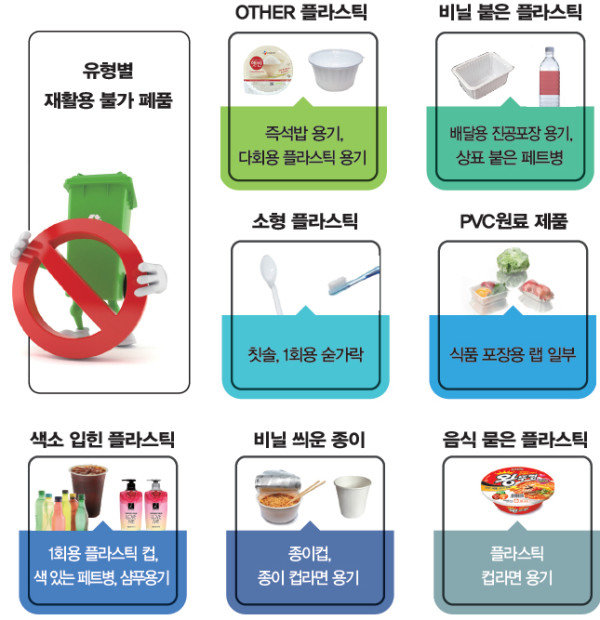 유형별
재활용 불가 폐품
OTHER 플라스틱
즉석밥 용기,
다회용 플라스틱 용기
비닐 붙은 플라스틱
배달용 진공포장 용기,
상표 붙은 페트병
소형 플라스틱
칫솔, 1회용 숟가락
PVC원료 제품
식품 포장용 랩 일부
색소 입힌 플라스틱
1회용 플라스틱 컵,
색 있는 페트병, 샴푸용기
비닐 씌운 종이
종이컵,
종이 컵라면 용기
음식 묻은 플라스틱
왕뚜껑
플라스틱
컵라면 용기